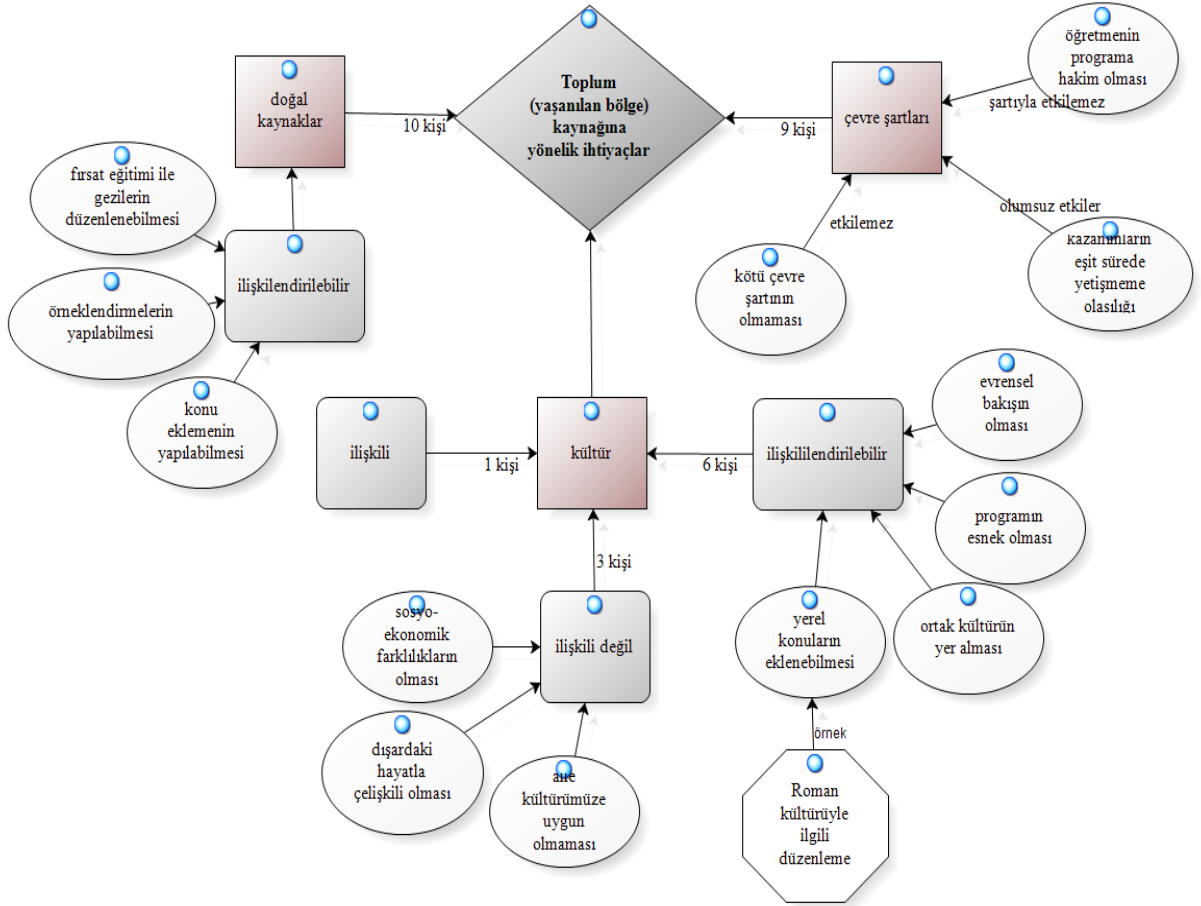 Toplum
(yaşanılan bölge)
kaynağına
yönelik ihtiyaçlar
doğal
kaynaklar
10 kişi
fırsat eğitimi ile
gezilerin
düzenlenebilmesi
ilişkilendirilebilir
örneklendirmelerin
yapılabilmesi
konu
eklemenin
yapılabilmesi
öğretmenin
programa
hakim olması
şartıyla etkilemez
çevre şartları
9 kişi
olumsuz etkiler
kazanımların
eşit sürede
yetişmeme
olasılığı
etkilemez
kötü çevre
şartının
olmaması
ilişkili
1 kişi
kültür
6 kişi
ilişkililendirilebilir
evrensel
bakışın
olması
programın
esnek olması
ortak kültürün
yer alması
yerel
konuların
eklenebilmesi
örnek
Roman
kültürüyle
ilgili
düzenleme
3 kişi
ilişkili değil
sosyo-
ekonomik
farklılıkların
olması
dışardaki
hayatla
çelişkili olması
aile
kültürümüze
uygun
olmaması